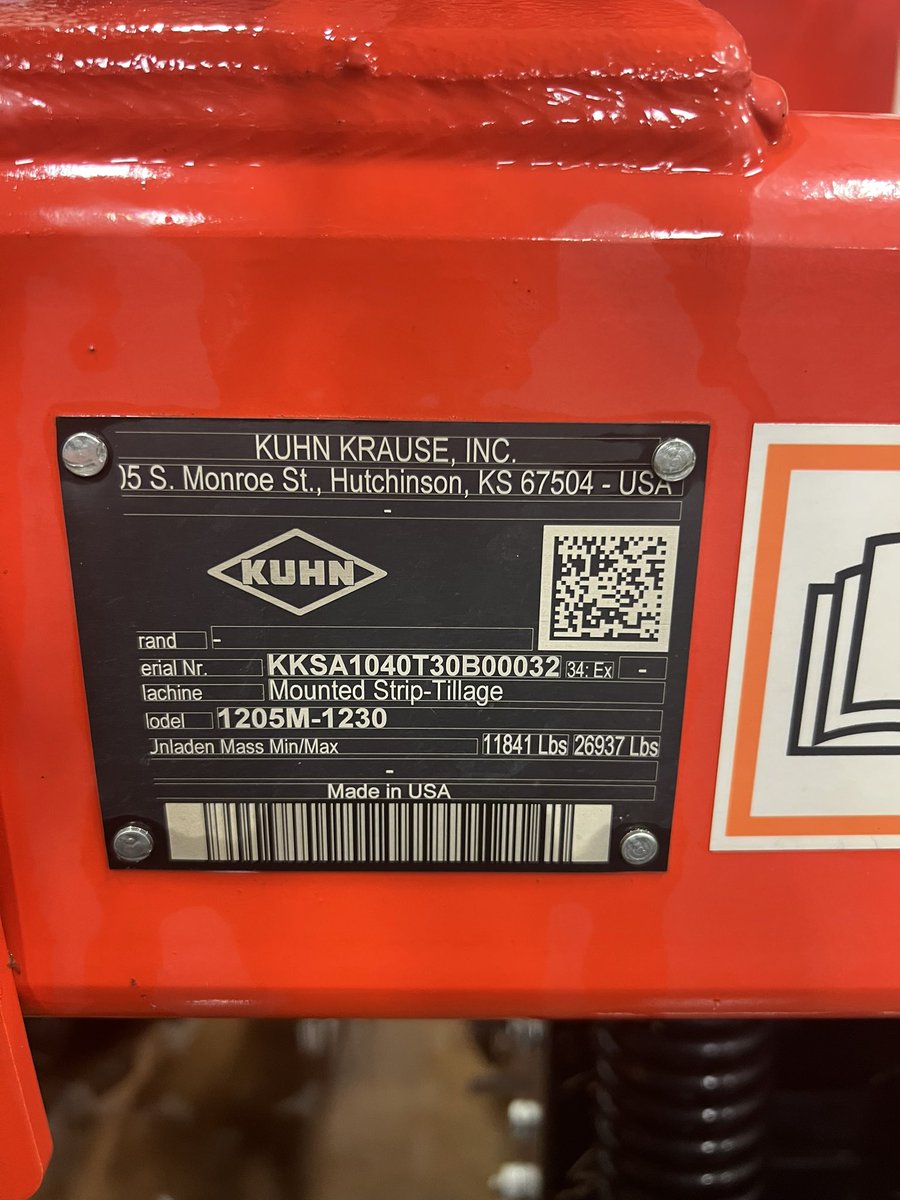 KUHN KRAUSE, INC.
05 S. Monroe St., Hutchinson, KS 67504 - USA
-
KUHN
rand -
erial Nr. KKSA1040T30B00032 34: Ex -
lachine Mounted Strip-Tillage
lodel 1205M-1230
Jnladen Mass Min/Max 11841 Lbs 26937 Lbs
-
Made in USA